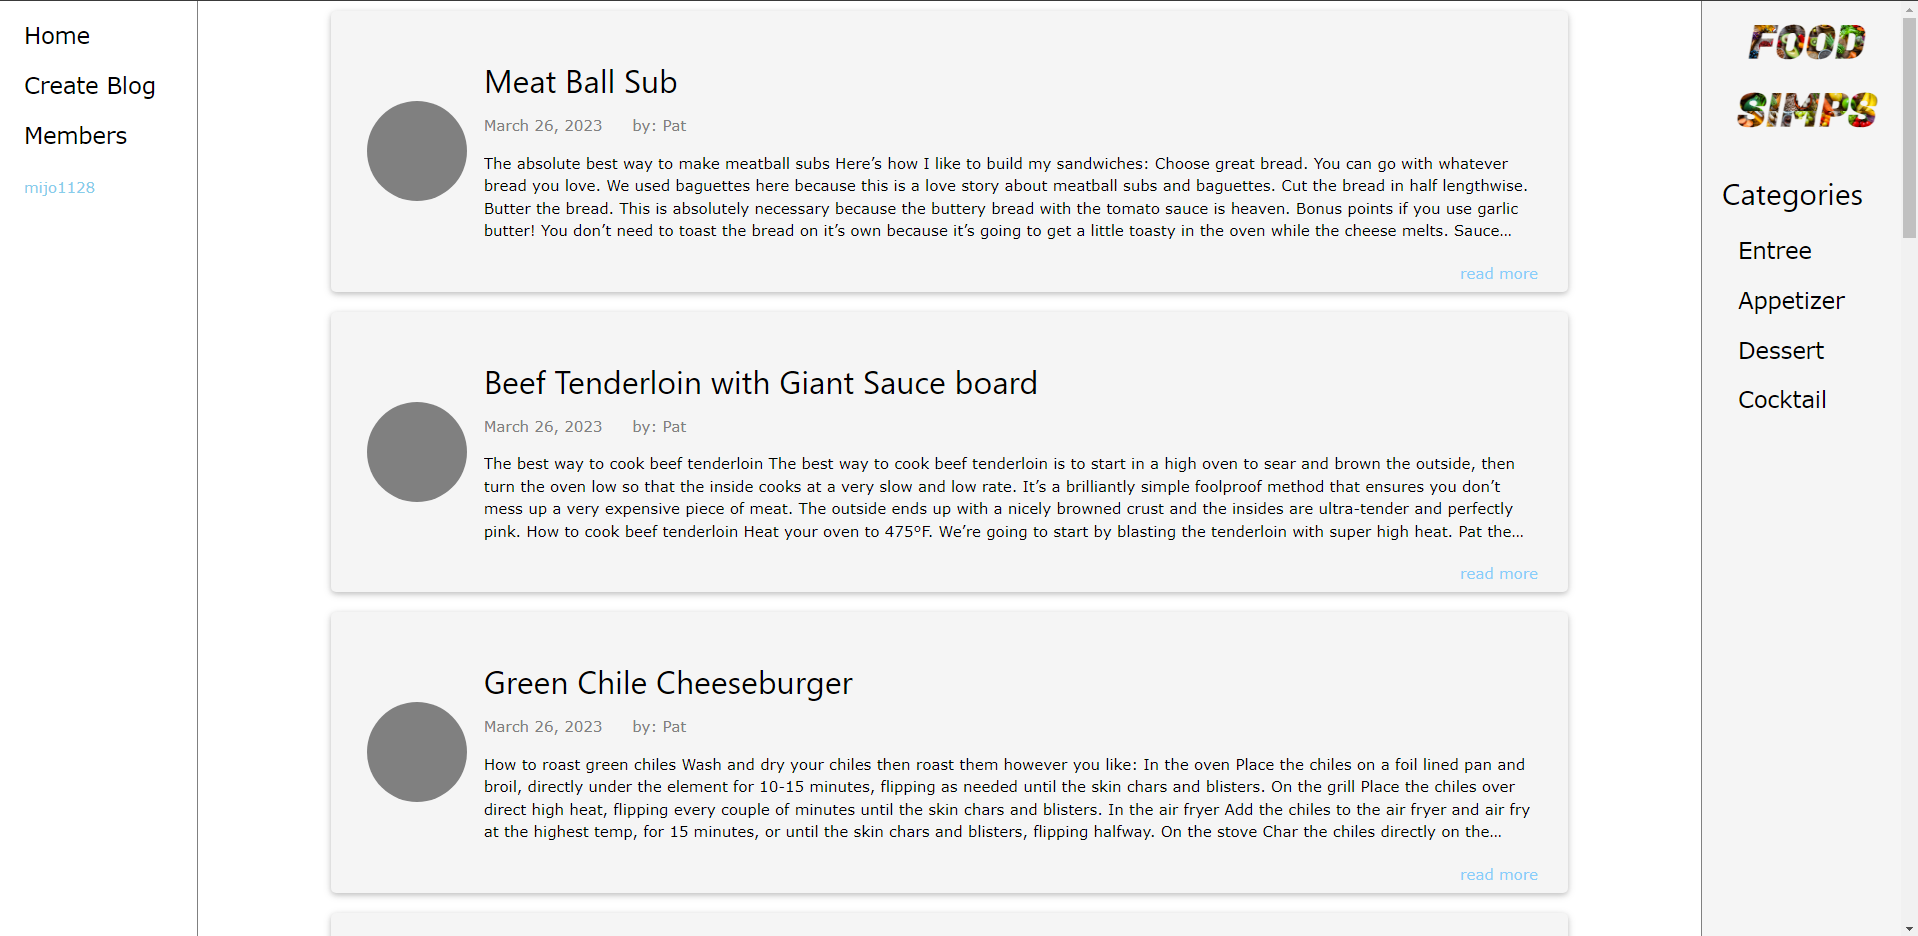 Home
Create Blog
Members
mijo1128
Meat Ball Sub
March 26, 2023 by: Pat
The absolute best way to make meatball subs Here’s how I like to build my sandwiches: Choose great bread. You can go with whatever
bread you love. We used baguettes here because this is a love story about meatball subs and baguettes. Cut the bread in half lengthwise.
Butter the bread. This is absolutely necessary because the buttery bread with the tomato sauce is heaven. Bonus points if you use garlic
butter! You don’t need to toast the bread on it’s own because it’s going to get a little toasty in the oven while the cheese melts. Sauce...
read more
Beef Tenderloin with Giant Sauce board
March 26, 2023 by: Pat
The best way to cook beef tenderloin The best way to cook beef tenderloin is to start in a high oven to sear and brown the outside, then
turn the oven low so that the inside cooks at a very slow and low rate. It’s a brilliantly simple foolproof method that ensures you don’t
mess up a very expensive piece of meat. The outside ends up with a nicely browned crust and the insides are ultra-tender and perfectly
pink. How to cook beef tenderloin Heat your oven to 475°F. We’re going to start by blasting the tenderloin with super high heat. Pat the...
read more
Green Chile Cheeseburger
March 26, 2023 by: Pat
How to roast green chiles Wash and dry your chiles then roast them however you like: In the oven Place the chiles on a foil lined pan and
broil, directly under the element for 10-15 minutes, flipping as needed until the skin chars and blisters. On the grill Place the chiles over
direct high heat, flipping every couple of minutes until the skin chars and blisters. In the air fryer Add the chiles to the air fryer and air fry
at the highest temp, for 15 minutes, or until the skin chars and blisters, flipping halfway. On the stove Char the chiles directly on the...
read more
FOOD
SIMPS
Categories
Entree
Appetizer
Dessert
Cocktail